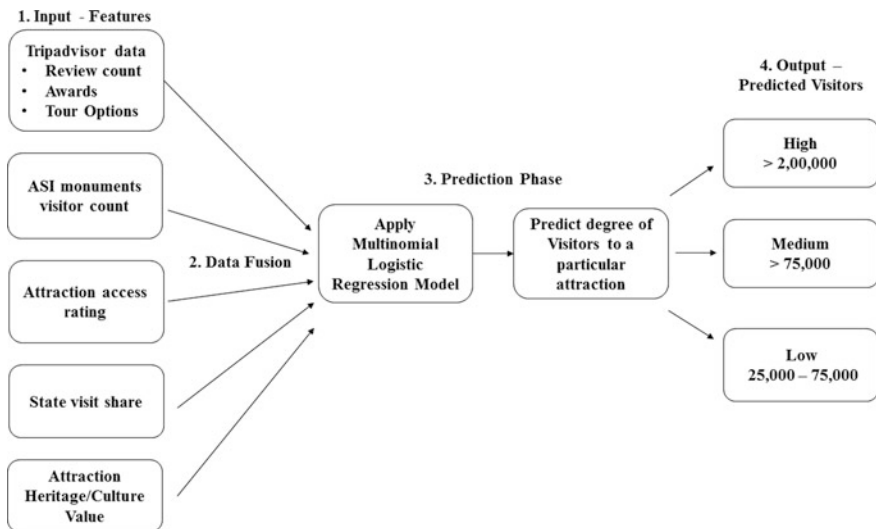 1. Input - Features
Tripadvisor data
• Review count
• Awards
• Tour Options
ASI monuments
visitor count
Attraction access
rating
State visit share
Attraction
Heritage/Culture
Value
2. Data Fusion
3. Prediction Phase
Apply
Multinomial
Logistic
Regression Model
Predict degree of
Visitors to a
particular
attraction
4. Output –
Predicted Visitors
High
> 2,00,000
Medium
> 75,000
Low
25,000 – 75,000